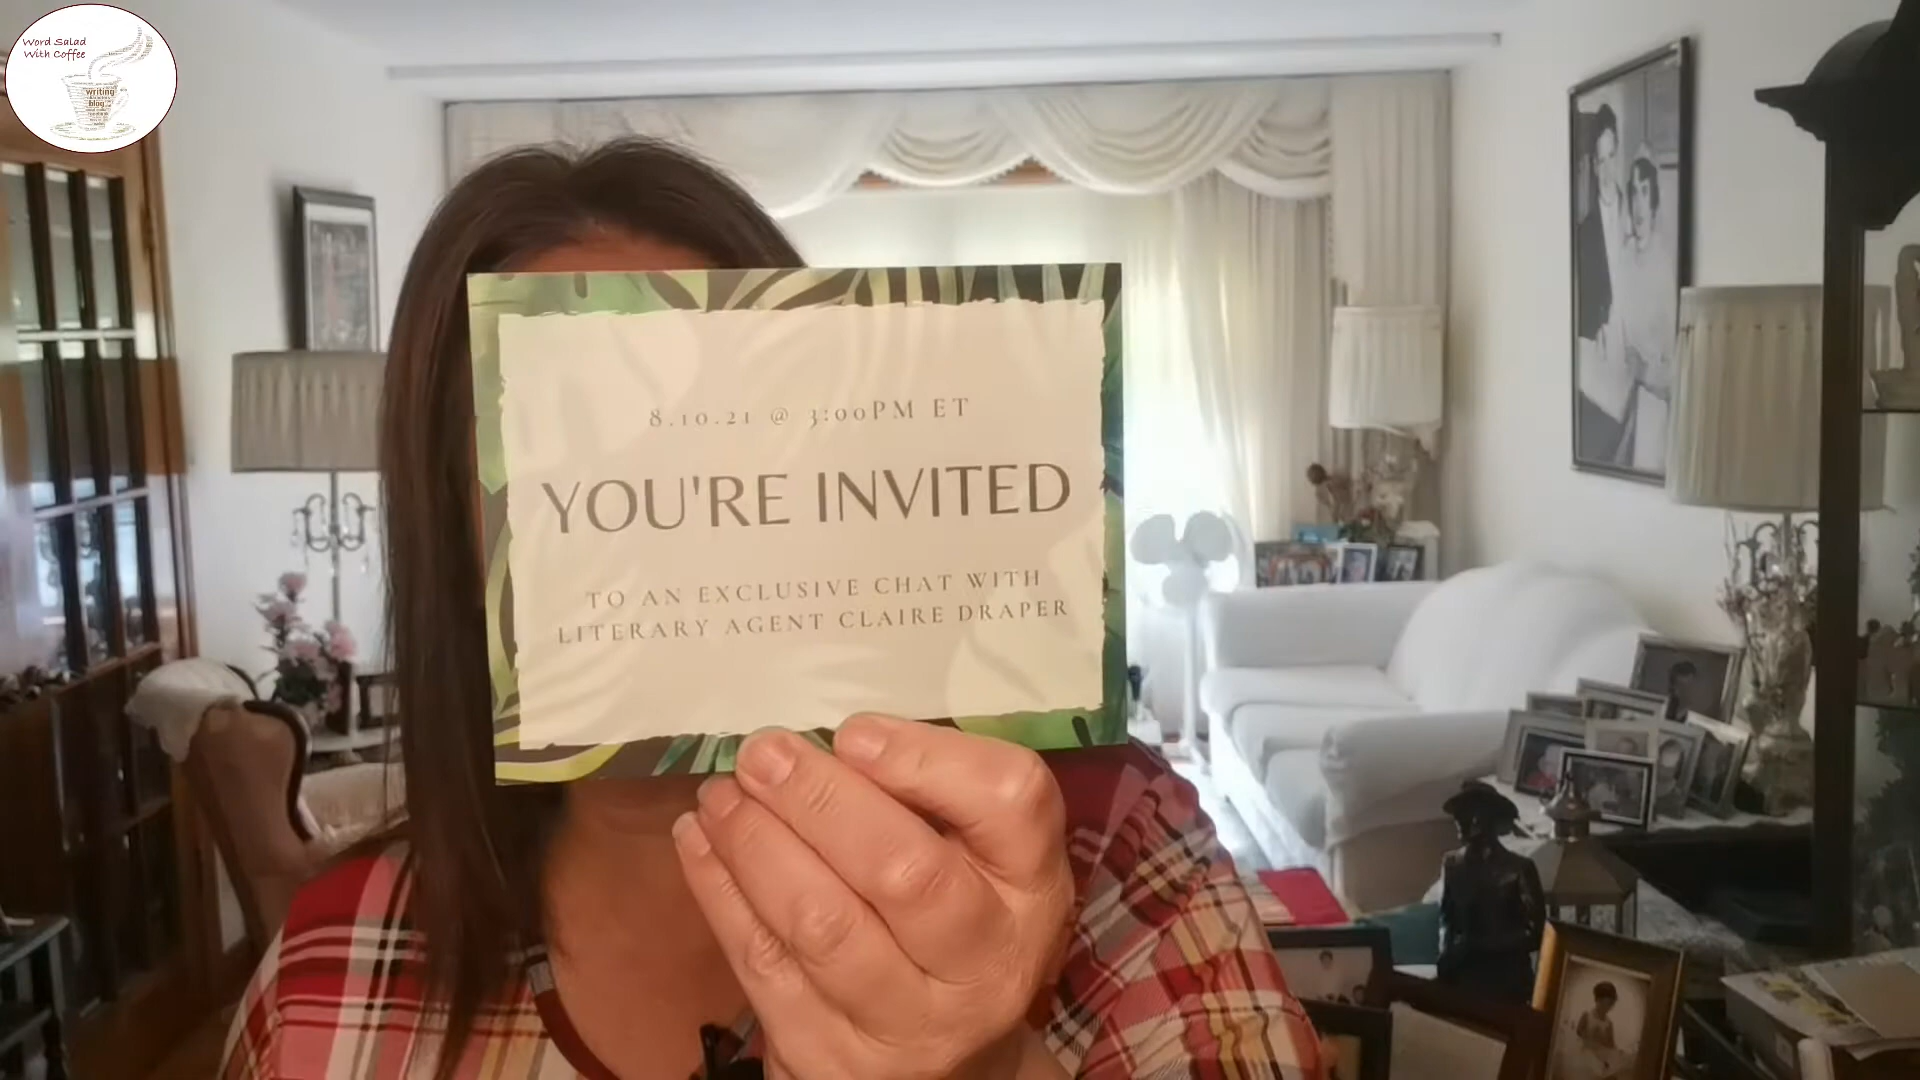 Word Salad
With Coffee
writing
blog
8.10.21 @ 3:00PM ET
YOU'RE INVITED
TO AN EXCLUSIVE CHAT WITH
LITERARY AGENT CLAIRE DRAPER